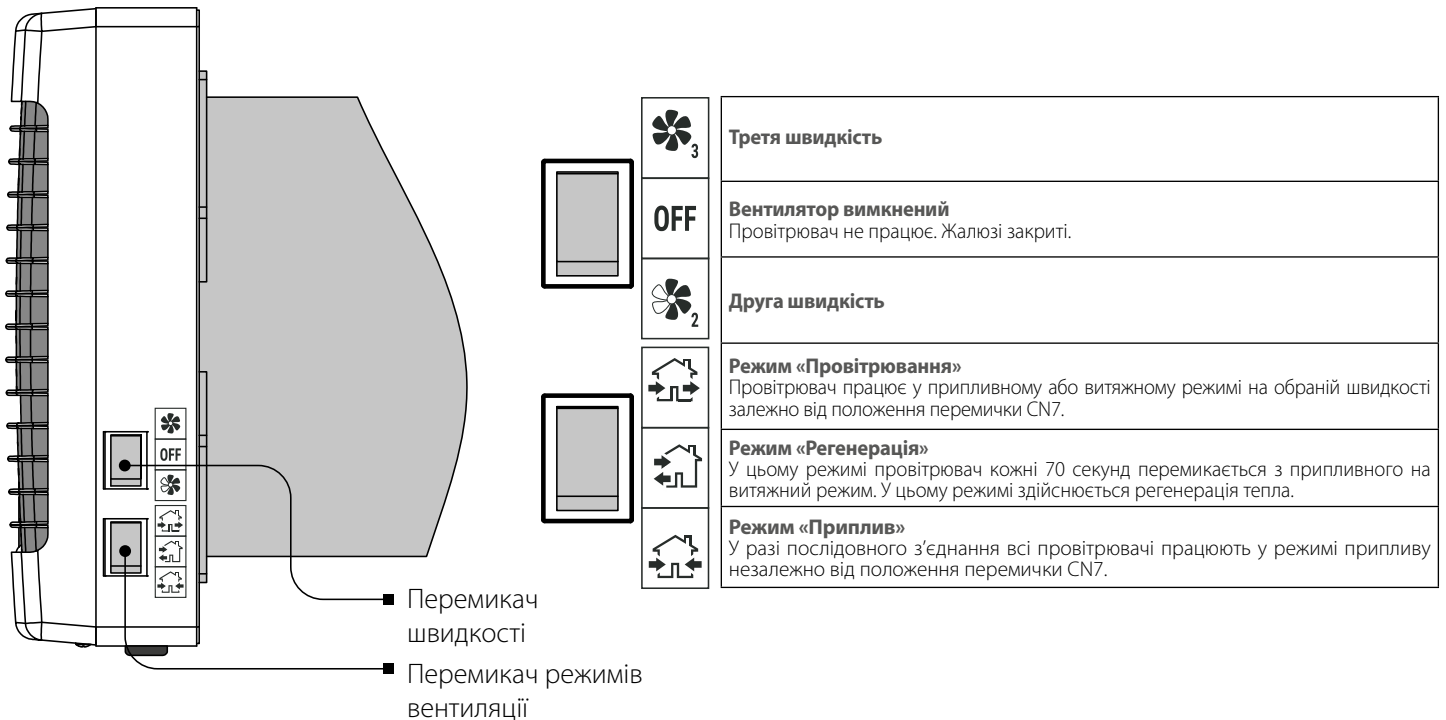 OFF
Перемикач
швидкості
Перемикач режимів
вентиляції
3
Третя швидкість
OFF
Вентилятор вимкнений
Провітрювач не працює. Жалюзі закриті.
2
Друга швидкість
Режим «Провітрювання»
Провітрювач працює у припливному або витяжному режимі на обраній швидкості
залежно від положення перемички CN7.
Режим «Регенерація»
У цьому режимі провітрювач кожні 70 секунд перемикається з припливного на
витяжний режим. У цьому режимі здійснюється регенерація тепла.
Режим «Приплив»
У разі послідовного з’єднання всі провітрювачі працюють у режимі припливу
незалежно від положення перемички CN7.